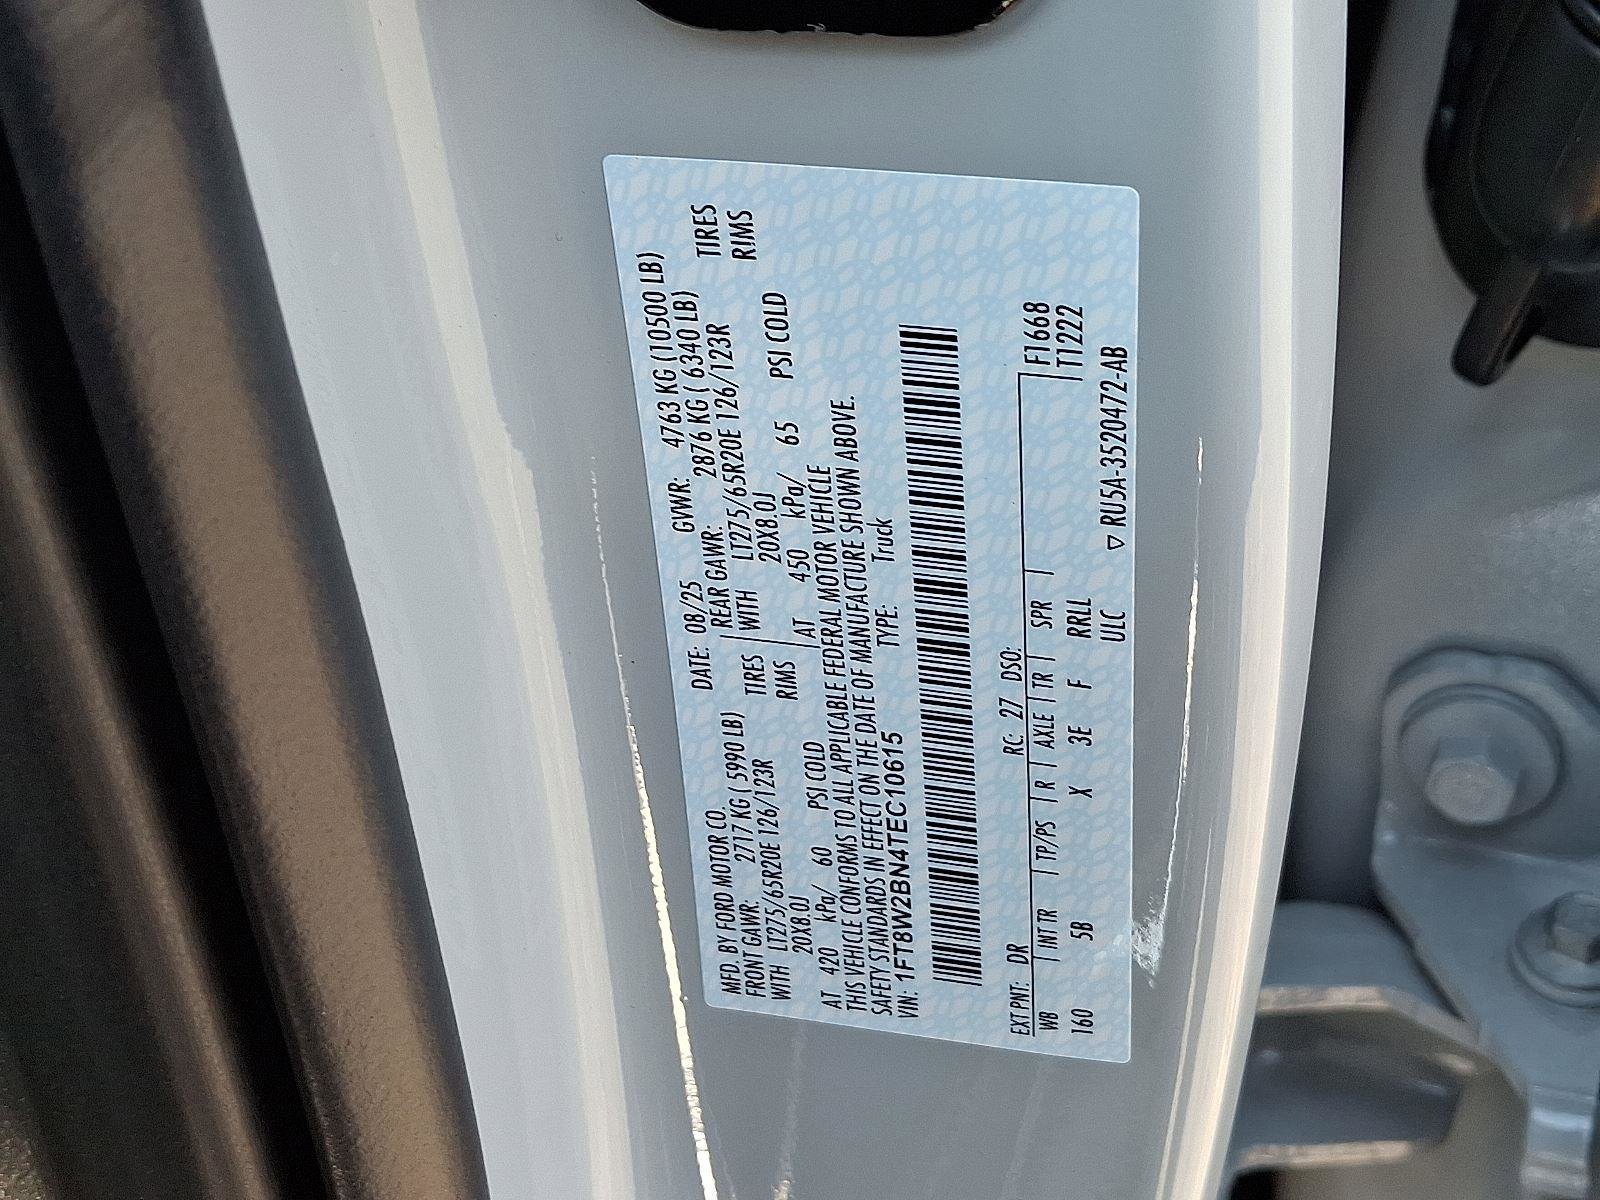 MFD. BY FORD MOTOR CO. DATE: 08/25 GVWR: 4763 KG (10500 LB)
FRONT GAWR: 2717 KG ( 5990 LB) REAR GAWR: 2876 KG ( 6340 LB)
WITH LT275/65R20E 126/123R TIRES WITH LT275/65R20E 126/123R TIRES
20X8.0J RIMS 20X8.0J RIMS
AT 420 kPa/ 60 PSI COLD AT 450 kPa/ 65 PSI COLD
THIS VEHICLE CONFORMS TO ALL APPLICABLE FEDERAL MOTOR VEHICLE
SAFETY STANDARDS IN EFFECT ON THE DATE OF MANUFACTURE SHOWN ABOVE.
VIN: 1FT8W2BN4TEC10615 TYPE: Truck
EXT PNT: DR RC: 27 DSO: F1668
WB INT TR TP/PS R AXLE TR SPR T1222
160 5B X 3E F RRLL
ULC ▽ RU5A-3520472-AB